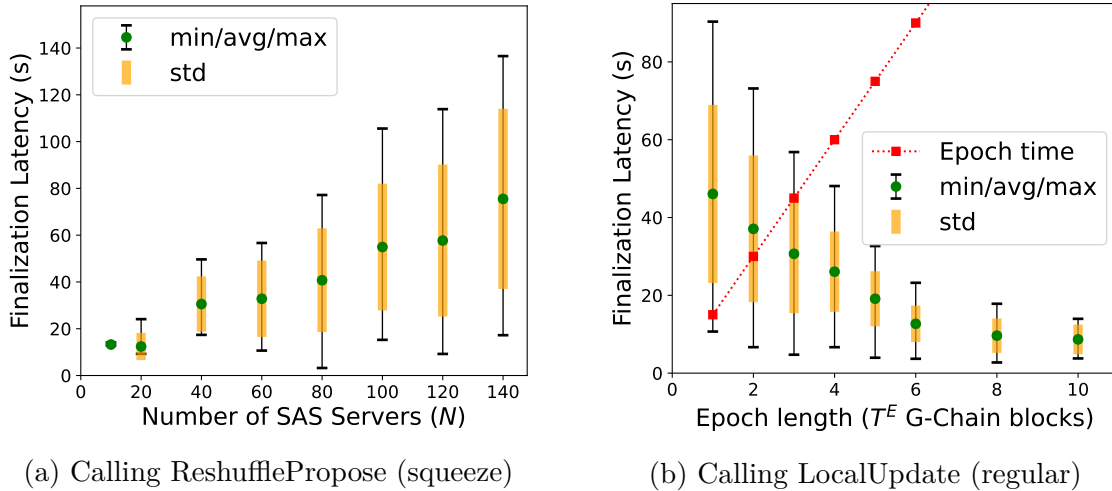 min/avg/max
std
Finalization Latency (s)
0
20
40
60
80
100
120
140
0 20 40 60 80 100 120 140
Number of SAS Servers (N)
(a) Calling ReshufflePropose (squeeze)
Epoch time
min/avg/max
std
Finalization Latency (s)
0
20
40
60
80
0 2 4 6 8 10
Epoch length (T^E G-Chain blocks)
(b) Calling LocalUpdate (regular)